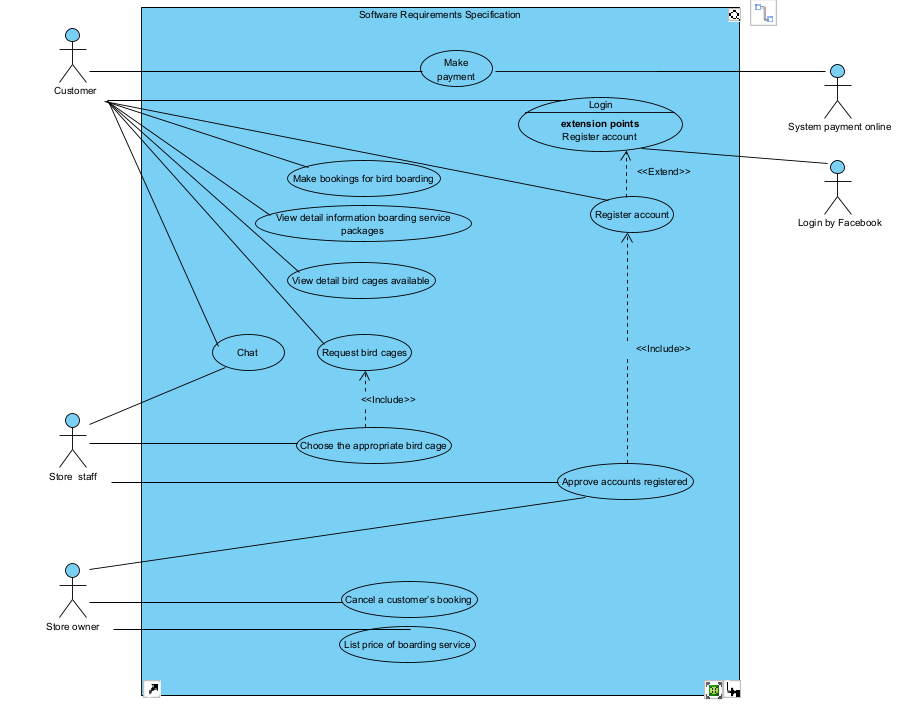 Software Requirements Specification
Customer
Make
payment
System payment online
Login
extension points
Register account
<<Extend>>
Login by Facebook
Make bookings for bird boarding
View detail information boarding service
packages
Register account
View detail bird cages available
Chat
Request bird cages
<<Include>>
<<Include>>
Store staff
Choose the appropriate bird cage
Approve accounts registered
Store owner
Cancel a customer's booking
List price of boarding service